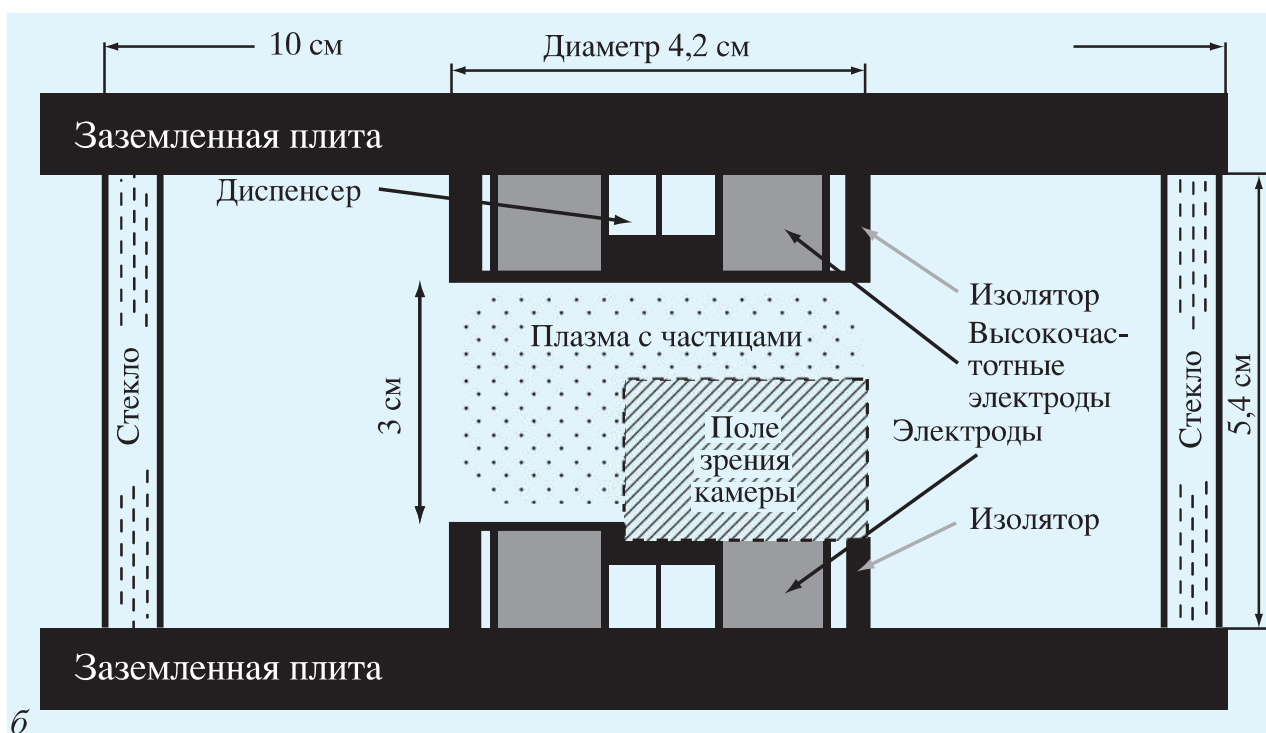 10 см
Диаметр 4,2 см
Заземленная плита
Диспенсер
Изолятор
Плазма с частицами
Высокочас-
тотные
электроды
Стекло
3 см
Поле
зрения
камеры
Электроды
Стекло
5,4 см
Изолятор
Заземленная плита
б